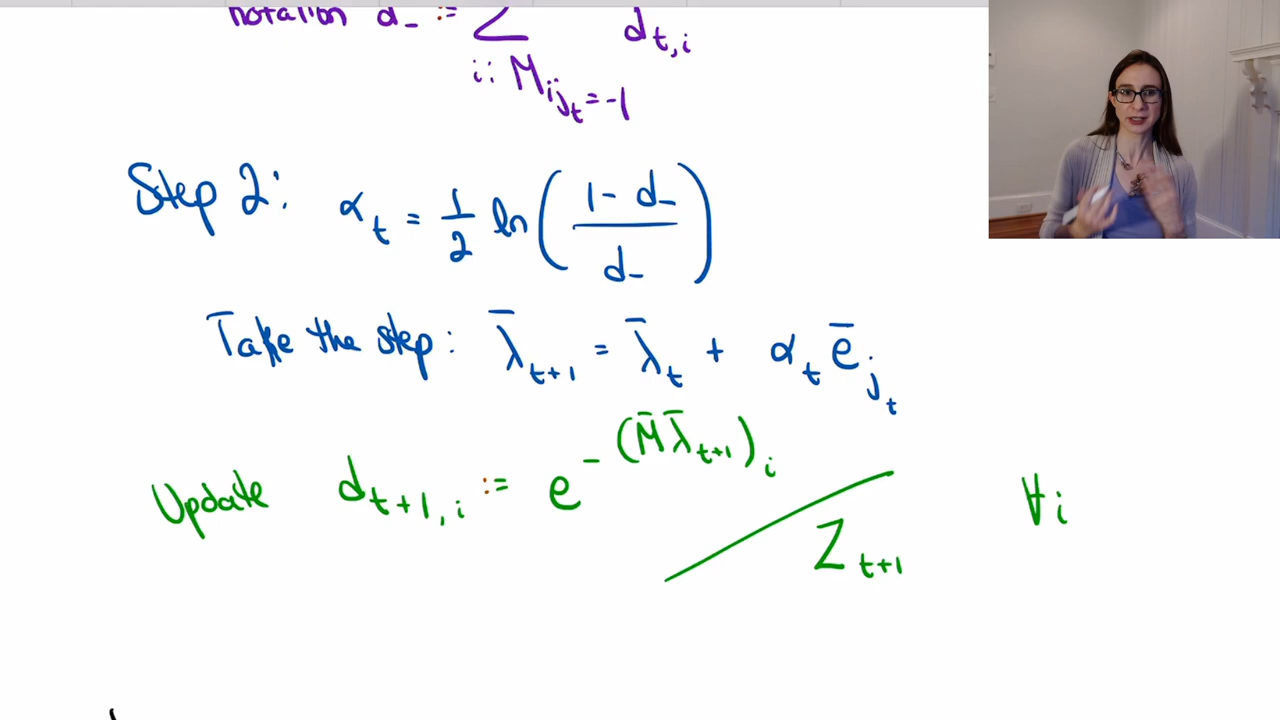 notation d₋ := Σ d_{t,i}
i: M_{ij_t} = -1
Step 2: α_t = 1/2 ln( (1 - d₋) / d₋ )
Take the step: λ̄_{t+1} = λ̄_t + α_t ē_{j_t}
Update d_{t+1,i} := e^{-(M̄λ̄_{t+1})_i} / Z_{t+1} ∀i